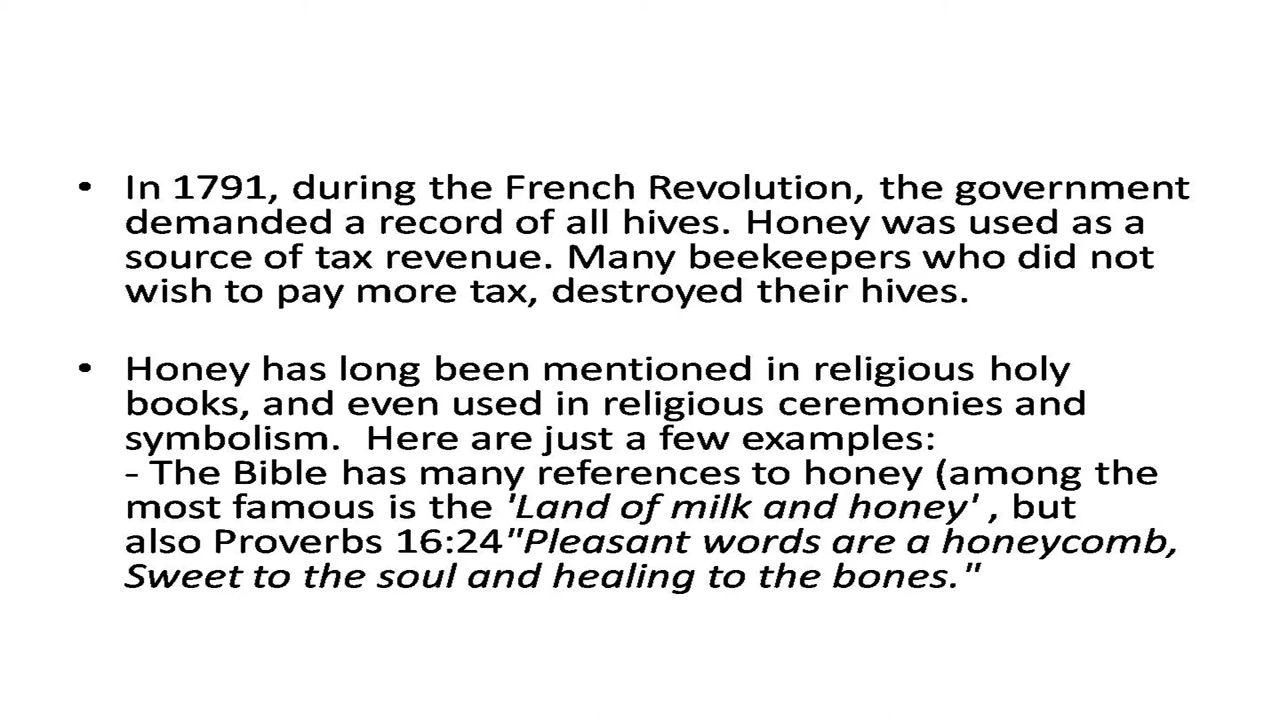 • In 1791, during the French Revolution, the government
demanded a record of all hives. Honey was used as a
source of tax revenue. Many beekeepers who did not
wish to pay more tax, destroyed their hives.
• Honey has long been mentioned in religious holy
books, and even used in religious ceremonies and
symbolism.  Here are just a few examples:
- The Bible has many references to honey (among the
most famous is the 'Land of milk and honey' , but
also Proverbs 16:24"Pleasant words are a honeycomb,
Sweet to the soul and healing to the bones."